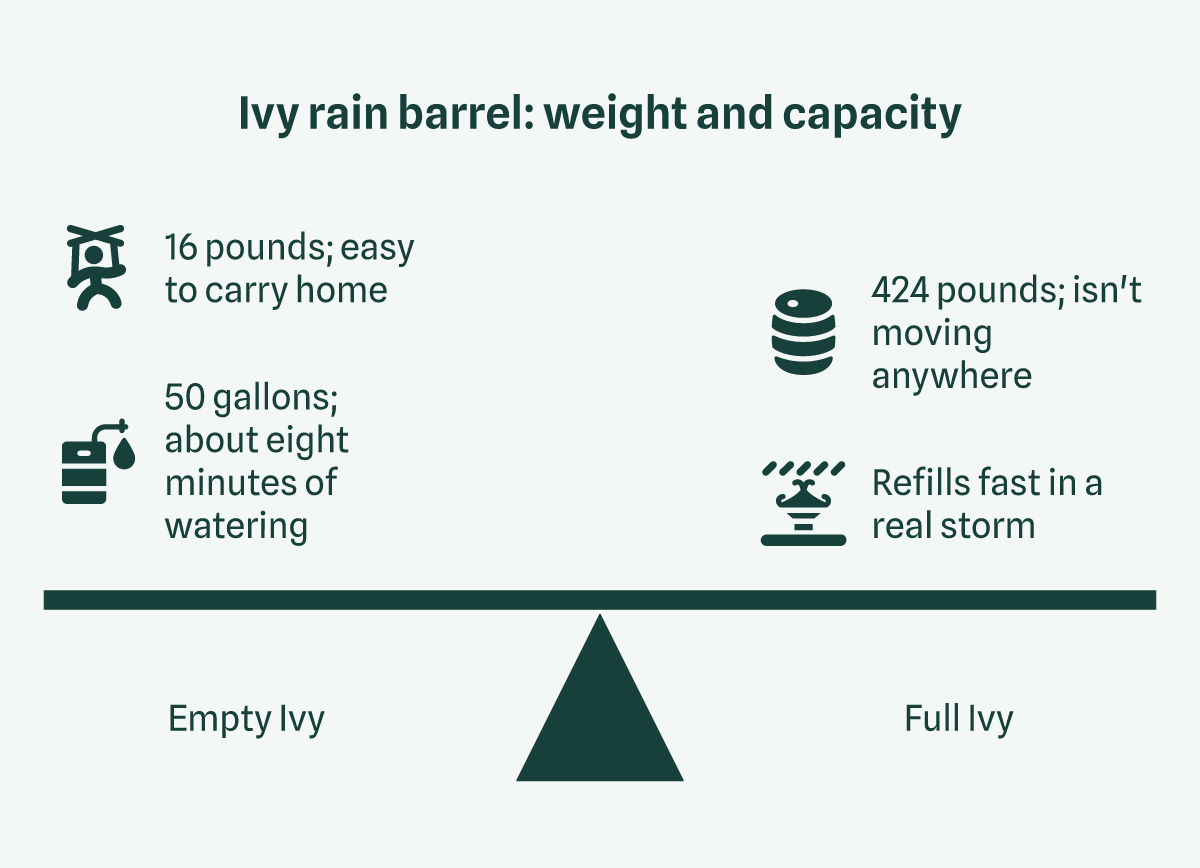 Ivy rain barrel: weight and capacity
16 pounds; easy
to carry home
50 gallons;
about eight
minutes of
watering
424 pounds; isn't
moving
anywhere
Refills fast in a
real storm
Empty Ivy
Full Ivy